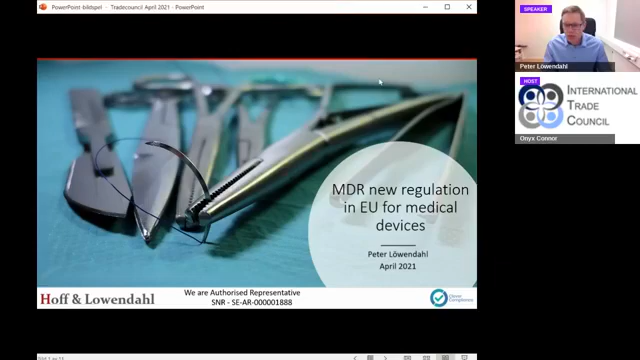 PowerPoint-bildspel - Tradecouncil April 2021 - PowerPoint
MDR new regulation
in EU for medical
devices
Peter Löwendahl
April 2021
Hoff & Lowendahl
We are Authorised Representative
SNR - SE-AR-000001888
SPEAKER
Peter Löwendahl
HOST
INTERNATIONAL
TRADE
COUNCIL
Onyx Connor